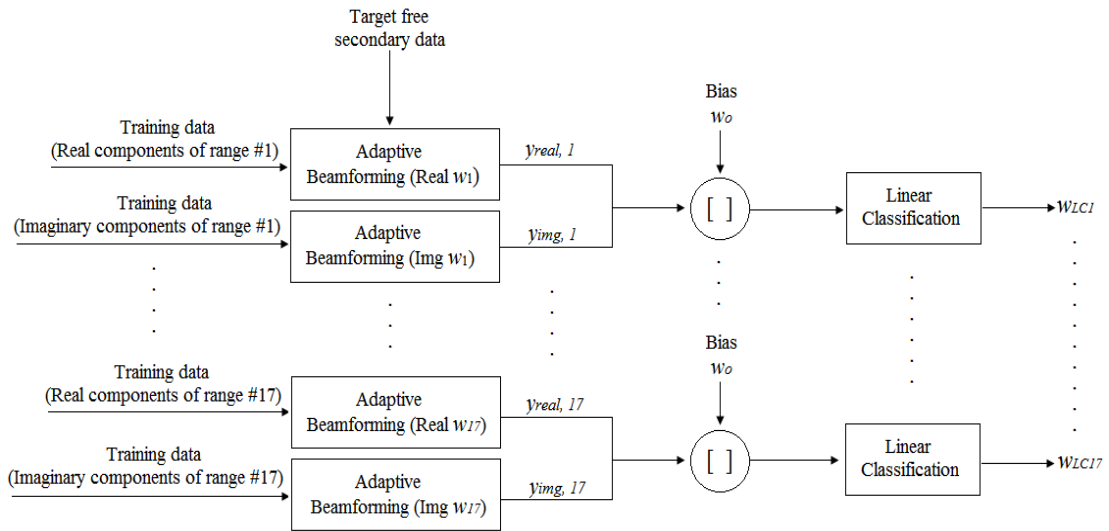 Target free
secondary data
Bias
wo
Training data
(Real components of range #1)
Adaptive
Beamforming (Real w1)
yreal, 1
Training data
(Imaginary components of range #1)
Adaptive
Beamforming (Img w1)
yimg, 1
[ ]
Linear
Classification
WLC1
Bias
wo
Training data
(Real components of range #17)
Adaptive
Beamforming (Real w17)
yreal, 17
Training data
(Imaginary components of range #17)
Adaptive
Beamforming (Img w17)
yimg, 17
[ ]
Linear
Classification
WLC17